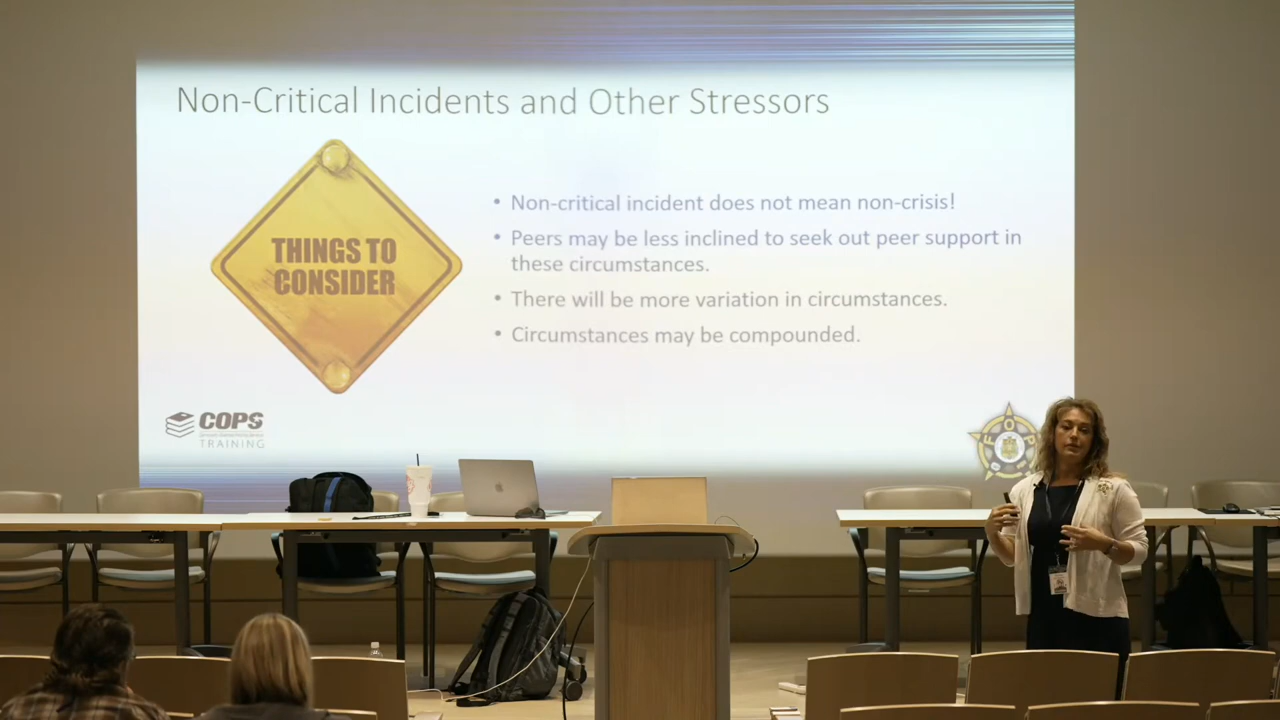 Non-Critical Incidents and Other Stressors
THINGS TO
CONSIDER
• Non-critical incident does not mean non-crisis!
• Peers may be less inclined to seek out peer support in
these circumstances.
• There will be more variation in circumstances.
• Circumstances may be compounded.
COPS
TRAINING
FOP